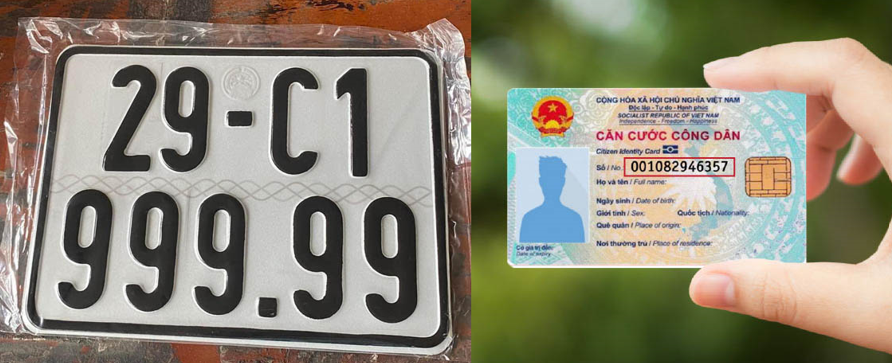 29-C1
999.99
CỘNG HÒA XÃ HỘI CHỦ NGHĨA VIỆT NAM
Độc lập - Tự do - Hạnh phúc
SOCIALIST REPUBLIC OF VIET NAM
Independence - Freedom - Happiness
CĂN CƯỚC CÔNG DÂN
Citizen Identity Card
Số / No.: 001082946357
Họ và tên / Full name:
Ngày sinh / Date of birth:
Giới tính / Sex: Quốc tịch / Nationality:
Quê quán / Place of origin:
Nơi thường trú / Place of residence:
Có giá trị đến:
Date of expiry